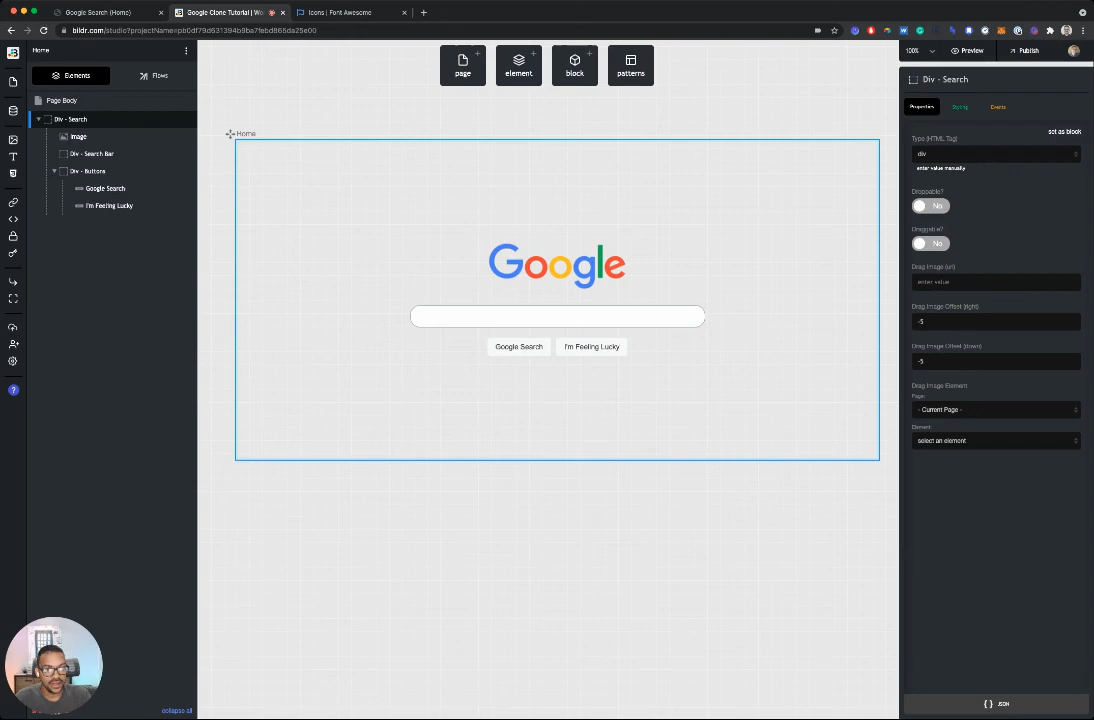 Google Search (Home)
Google Clone Tutorial | Wo
Icons | Font Awesome
bildr.com/studio?projectName=pb0df79d631394b9ba7febd865da25e00
Home
100%
Preview
Publish
page
element
block
patterns
Elements
Flows
Page Body
Div - Search
Image
Div - Search Bar
Div - Buttons
Google Search
I'm Feeling Lucky
Home
Google
Google Search
I'm Feeling Lucky
Div - Search
Properties
Styling
Events
set as block
Type (HTML Tag)
div
enter value manually
Droppable?
No
Draggable?
No
Drag Image (url)
enter value
Drag Image Offset (right)
-5
Drag Image Offset (down)
-5
Drag Image Element
Page:
- Current Page -
Element:
select an element
{ } JSON
collapse all